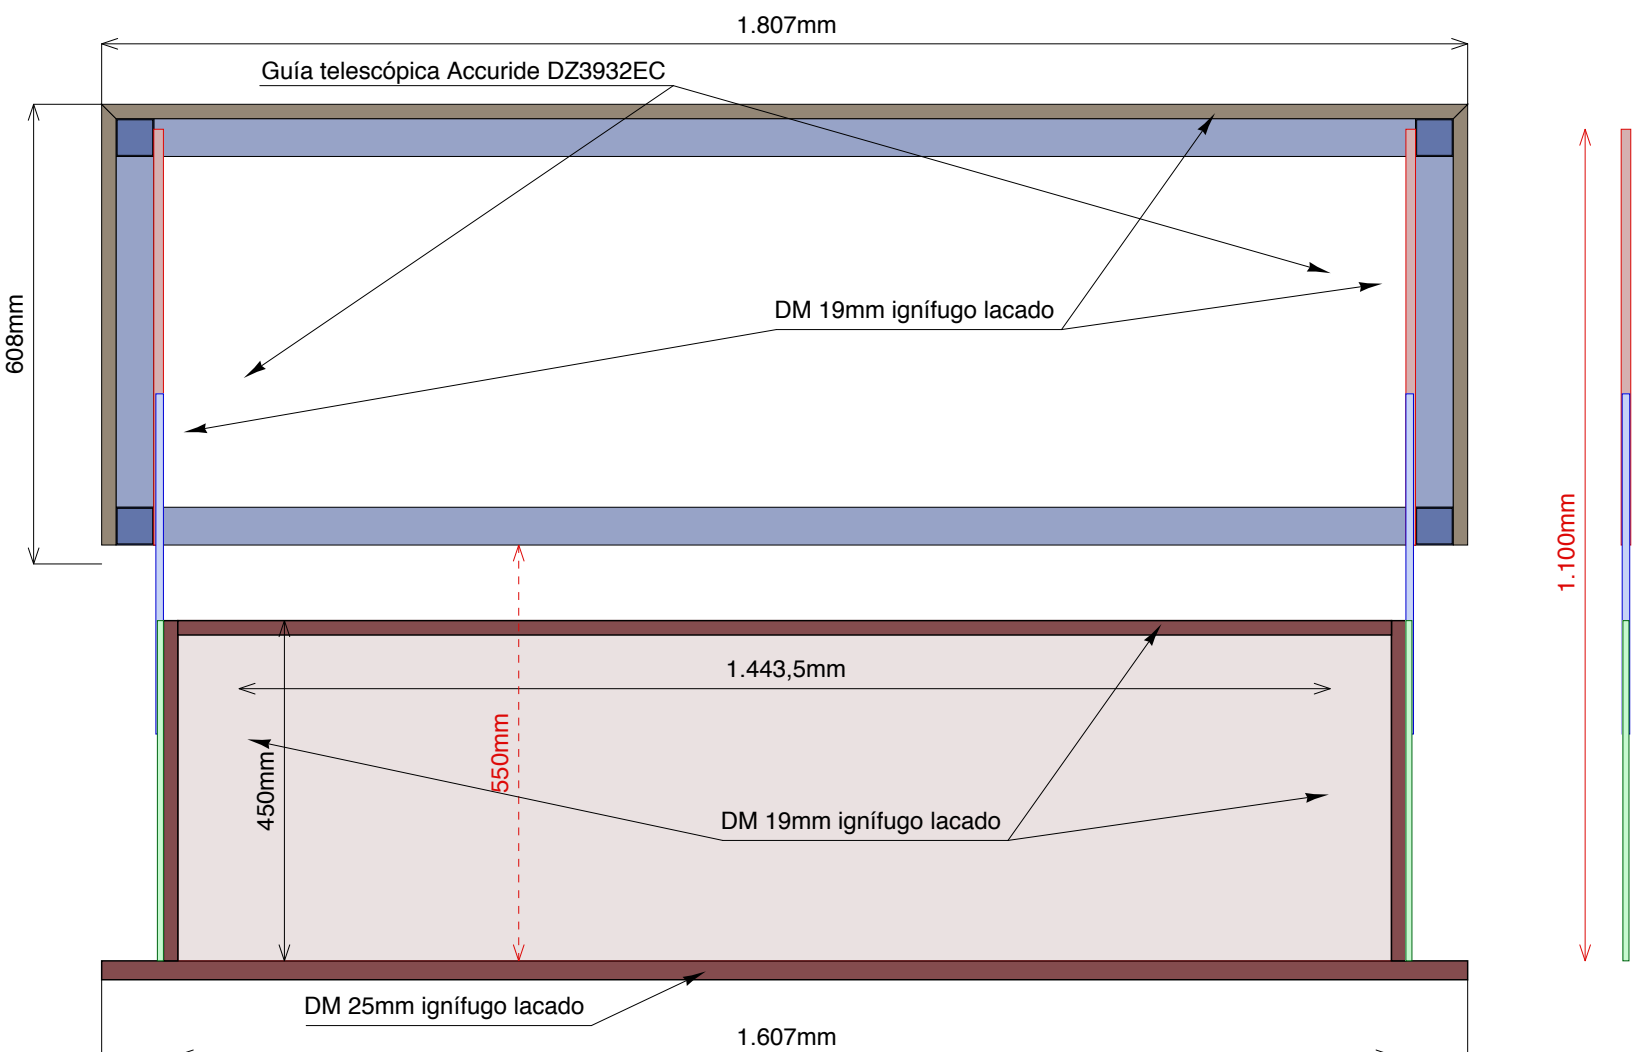 1.807mm
Guía telescópica Accuride DZ3932EC
608mm
DM 19mm ignífugo lacado
1.100mm
1.443,5mm
550mm
450mm
DM 19mm ignífugo lacado
DM 25mm ignífugo lacado
1.607mm